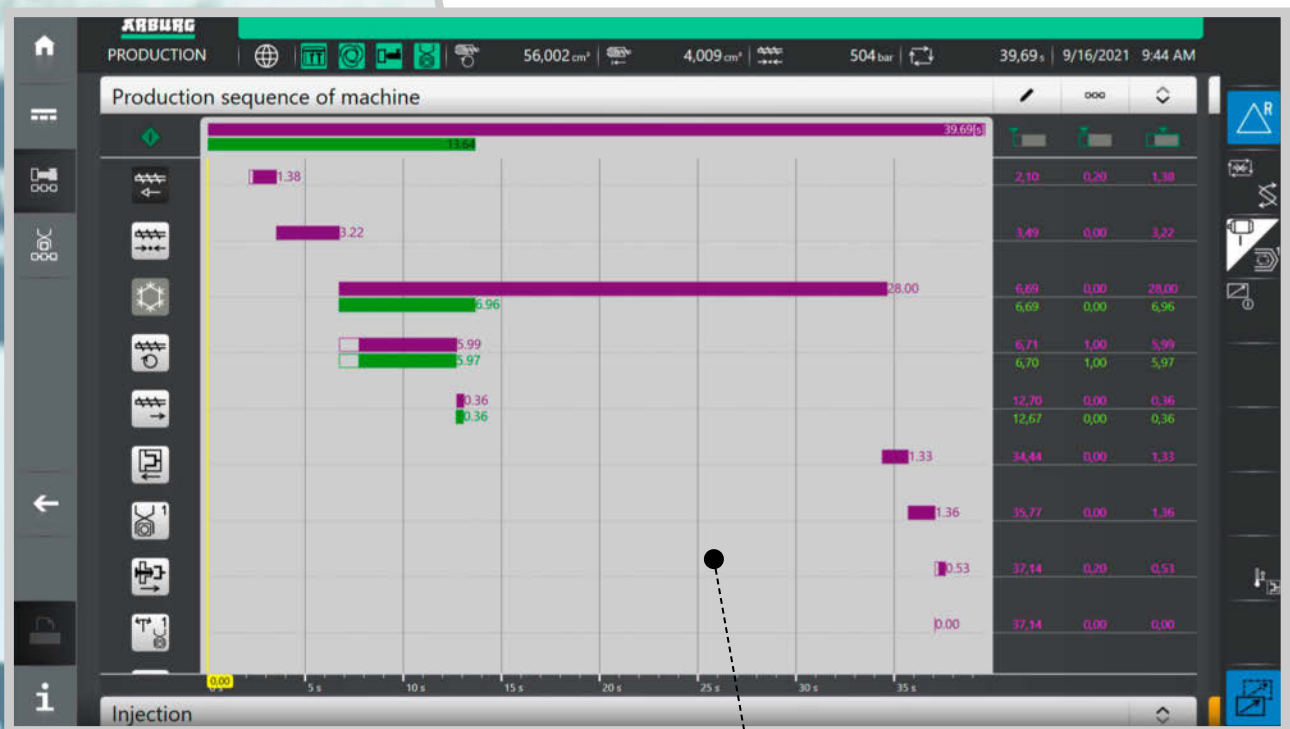 ARBURG
PRODUCTION 56,002 cm³ 4,009 cm³ 504 bar 39,69 s 9/16/2021 9:44 AM
Production sequence of machine
R
39.69[s]
13.64
1.38 2,10 0,20 1,38
3.22 3,49 0,00 3,22
28.00 6,69 0,00 28,00
6.96 6,69 0,00 6,96
5.99 6,71 1,00 5,99
5.97 6,70 1,00 5,97
0.36 12,70 0,00 0,36
0.36 12,67 0,00 0,36
1.33 34,44 0,00 1,33
1 1.36 35,77 0,00 1,36
0.53 37,14 0,20 0,53
1 0.00 37,14 0,00 0,00
0,00 5 s 10 s 15 s 20 s 25 s 30 s 35 s
Injection